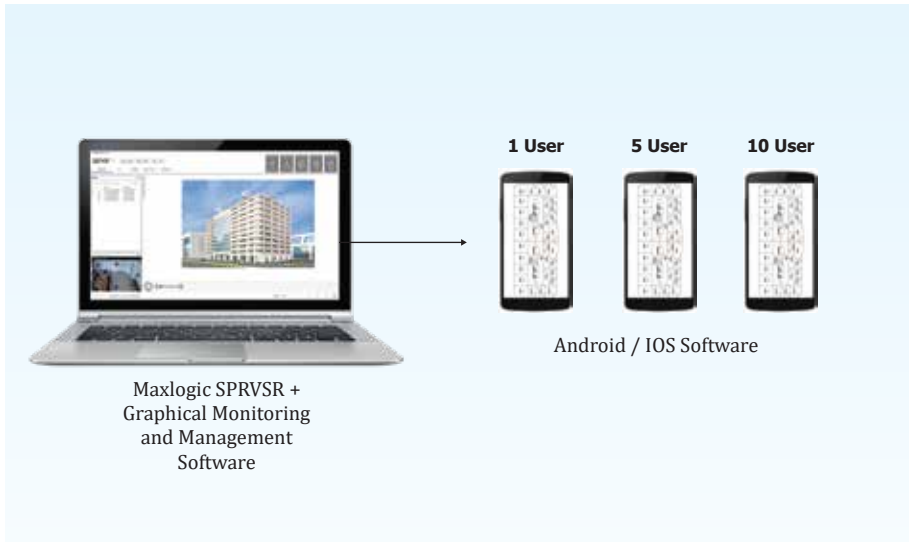 1 User
5 User
10 User
Android / IOS Software
Maxlogic SPRVSR +
Graphical Monitoring
and Management
Software